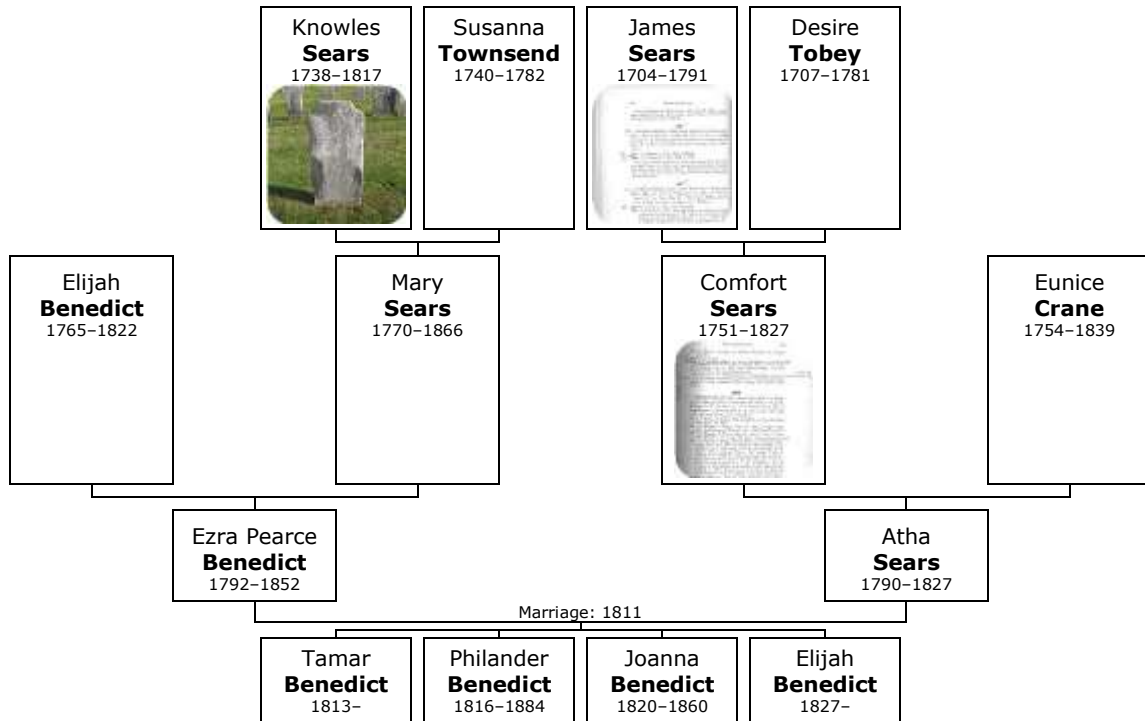 Knowles
Sears
1738–1817
Susanna
Townsend
1740–1782
James
Sears
1704–1791
Desire
Tobey
1707–1781
Elijah
Benedict
1765–1822
Mary
Sears
1770–1866
Comfort
Sears
1751–1827
Eunice
Crane
1754–1839
Ezra Pearce
Benedict
1792–1852
Atha
Sears
1790–1827
Marriage: 1811
Tamar
Benedict
1813–
Philander
Benedict
1816–1884
Joanna
Benedict
1820–1860
Elijah
Benedict
1827–